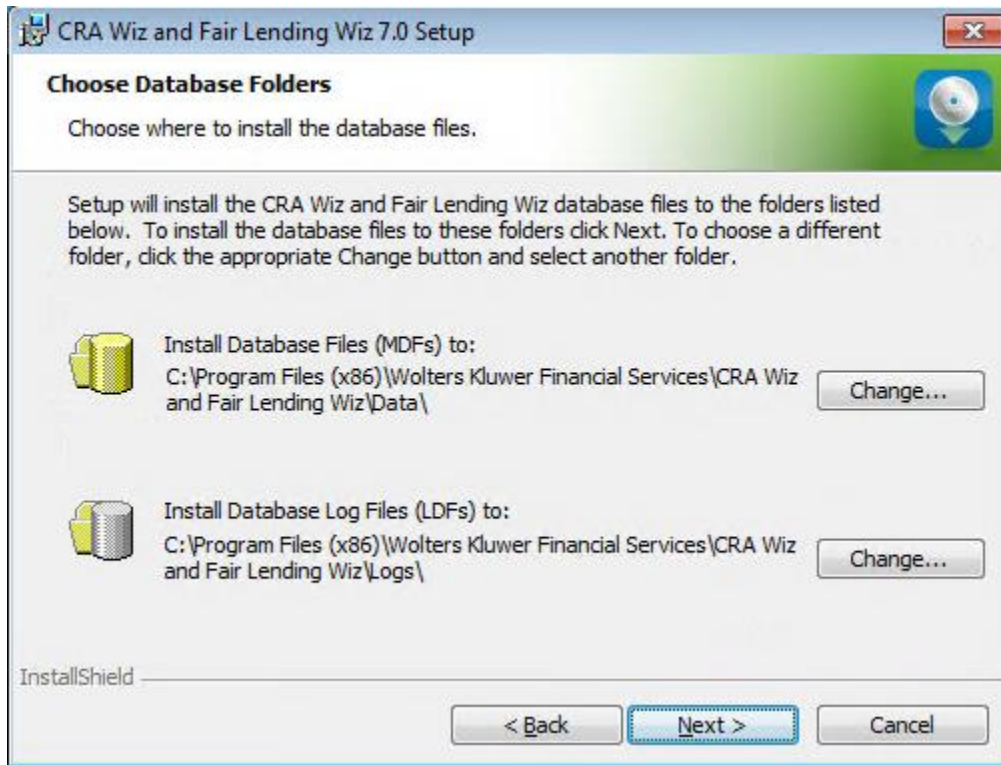 CRA Wiz and Fair Lending Wiz 7.0 Setup
Choose Database Folders
Choose where to install the database files.
Setup will install the CRA Wiz and Fair Lending Wiz database files to the folders listed
below. To install the database files to these folders click Next. To choose a different
folder, click the appropriate Change button and select another folder.
Install Database Files (MDFs) to:
C:\Program Files (x86)\Wolters Kluwer Financial Services\CRA Wiz
and Fair Lending Wiz\Data\
Change...
Install Database Log Files (LDFs) to:
C:\Program Files (x86)\Wolters Kluwer Financial Services\CRA Wiz
and Fair Lending Wiz\Logs\
Change...
InstallShield
< Back
Next >
Cancel